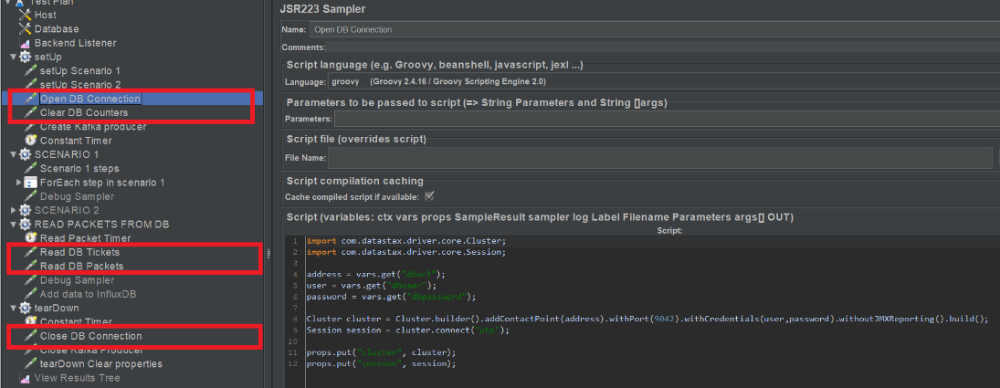 Test Plan
Host
Database
Backend Listener
setUp
setUp Scenario 1
setUp Scenario 2
Open DB Connection
Clear DB Counters
Create Kafka producer
Constant Timer
SCENARIO 1
Scenario 1 steps
ForEach step in scenario 1
Debug Sampler
SCENARIO 2
READ PACKETS FROM DB
Read Packet Timer
Read DB Tickets
Read DB Packets
Debug Sampler
Add data to InfluxDB
tearDown
Constant Timer
Close DB Connection
Close Kafka Producer
tearDown Clear properties
View Results Tree
JSR223 Sampler
Name: Open DB Connection
Comments:
Script language (e.g. Groovy, beanshell, javascript, jexl ...)
Language: groovy (Groovy 2.4.16 / Groovy Scripting Engine 2.0)
Parameters to be passed to script (=> String Parameters and String []args)
Parameters:
Script file (overrides script)
File Name:
Script compilation caching
Cache compiled script if available:
Script (variables: ctx vars props SampleResult sampler log Label Filename Parameters args[] OUT)
Script:
1 import com.datastax.driver.core.Cluster;
2 import com.datastax.driver.core.Session;
3
4 address = vars.get("dburl");
5 user = vars.get("dbuser");
6 password = vars.get("dbpassword");
7
8 Cluster cluster = Cluster.builder().addContactPoint(address).withPort(9042).withCredentials(user,password).withoutJMXReporting().build();
9 Session session = cluster.connect("utp");
10
11 props.put("cluster", cluster);
12 props.put("session", session);